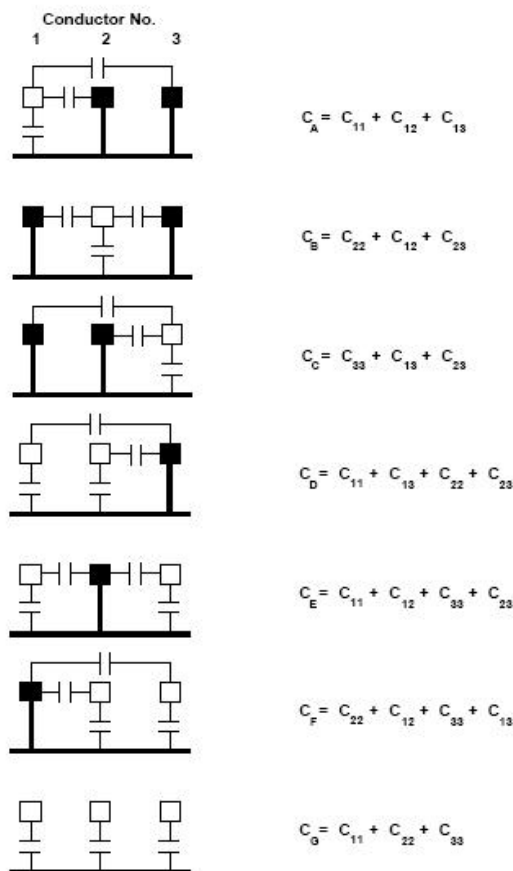 Conductor No.
1 2 3
C_A = C_11 + C_12 + C_13
C_B = C_22 + C_12 + C_23
C_C = C_33 + C_13 + C_23
C_D = C_11 + C_13 + C_22 + C_23
C_E = C_11 + C_12 + C_33 + C_23
C_F = C_22 + C_12 + C_33 + C_13
C_G = C_11 + C_22 + C_33